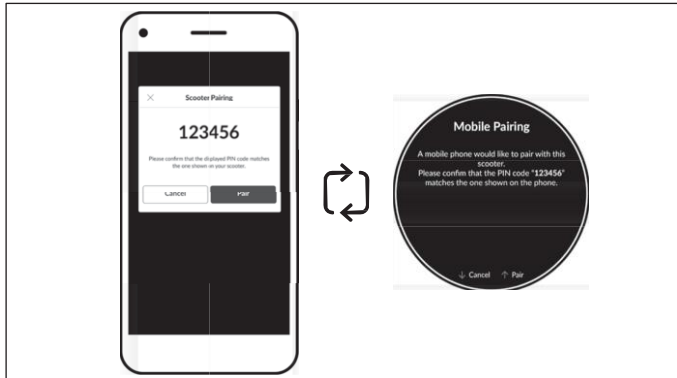 Scooter Pairing
123456
Please confirm that the displayed PIN code matches
the one shown on your scooter.
Cancel
Pair
Mobile Pairing
A mobile phone would like to pair with this
scooter.
Please confim that the PIN code "123456"
matches the one shown on the phone.
↓ Cancel ↑ Pair